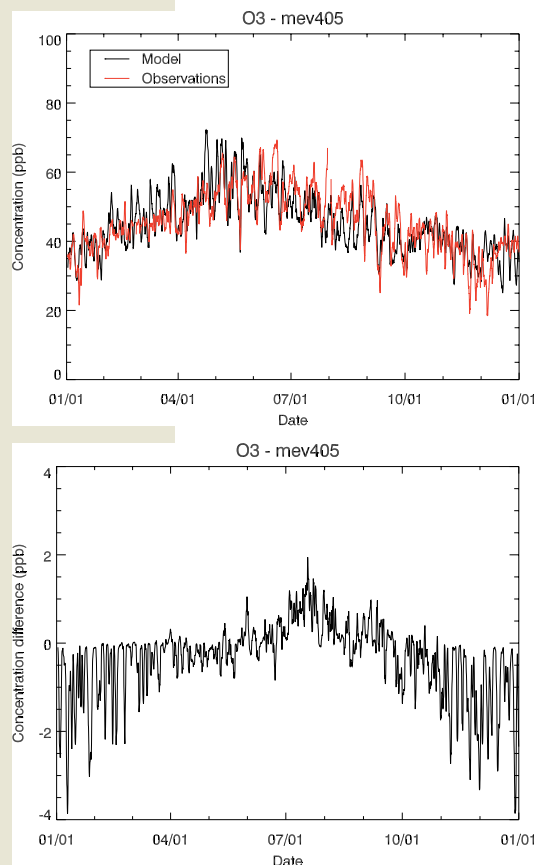 O3 - mev405
Model
Observations
Concentration (ppb)
100
80
60
40
20
0
01/01 04/01 07/01 10/01 01/01
Date
O3 - mev405
Concentration difference (ppb)
4
2
0
-2
-4
01/01 04/01 07/01 10/01 01/01
Date